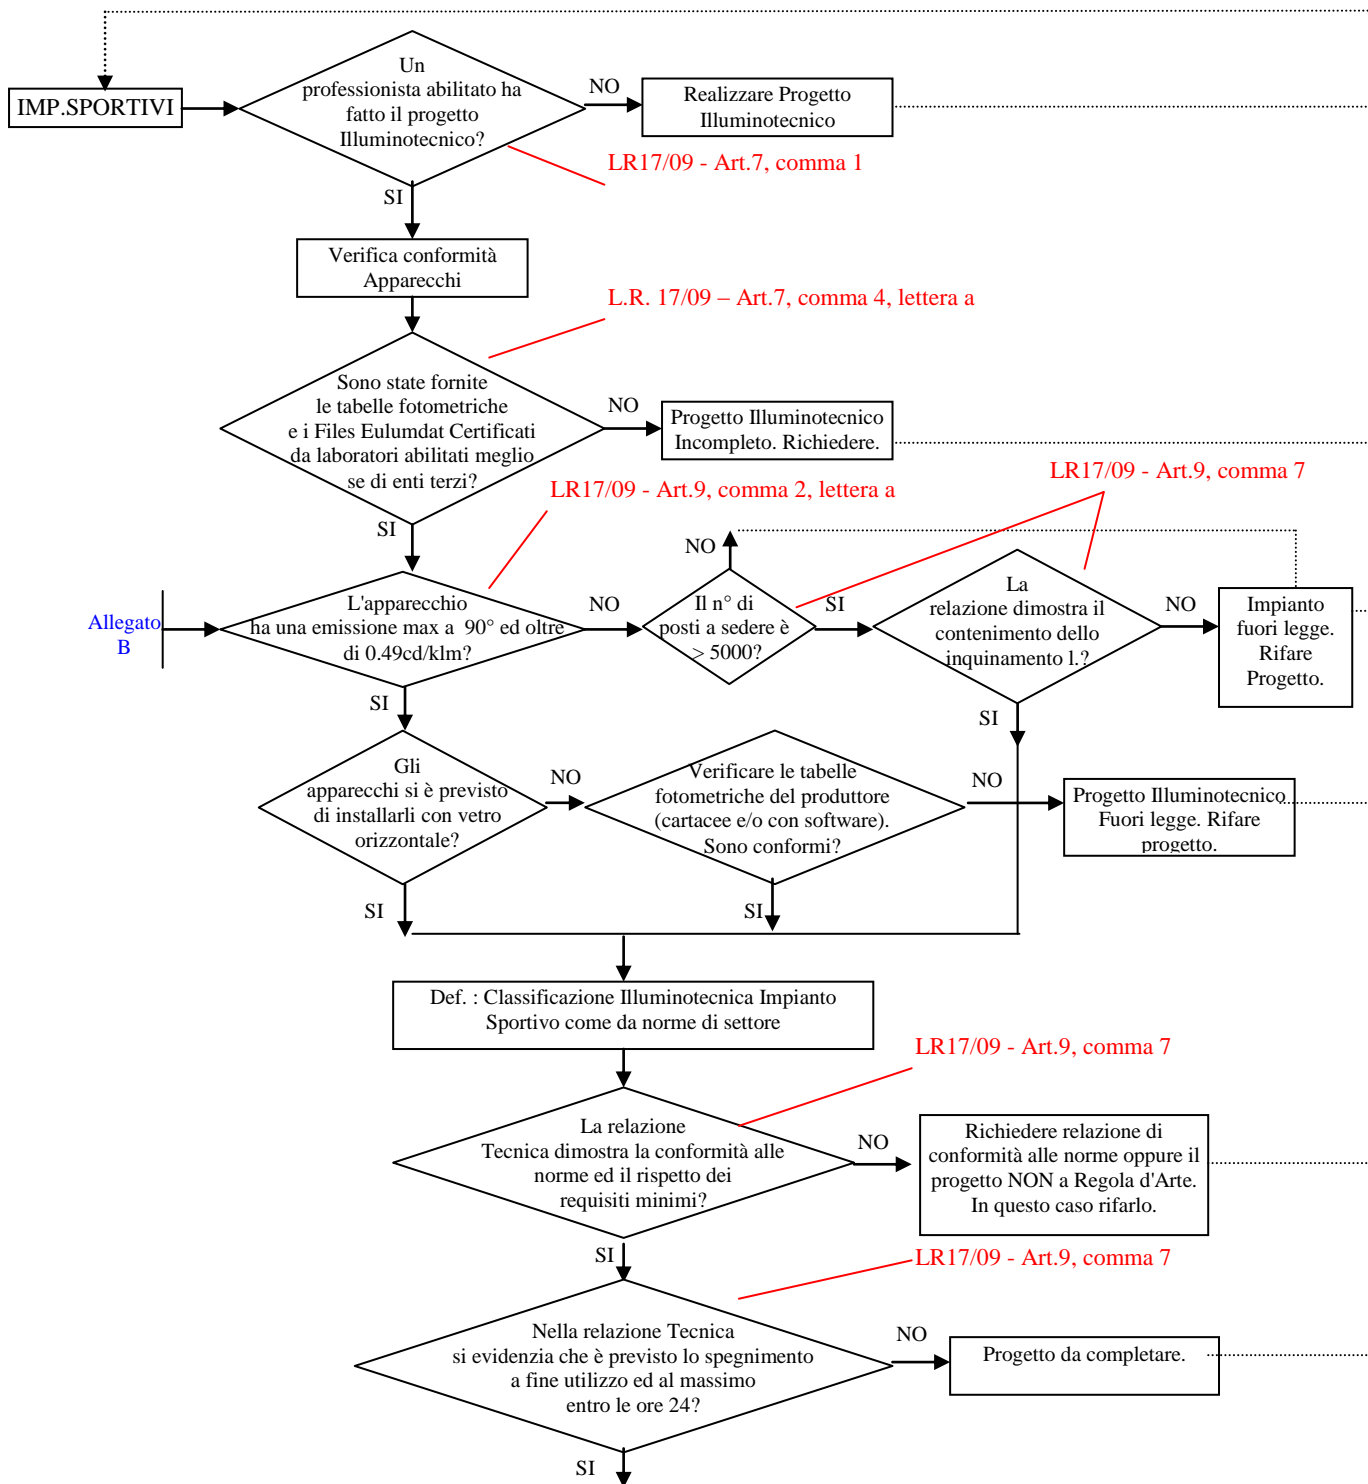 IMP.SPORTIVI
Un
professionista abilitato ha
fatto il progetto
Illuminotecnico?
NO
Realizzare Progetto
Illuminotecnico
LR17/09 - Art.7, comma 1
SI
Verifica conformità
Apparecchi
L.R. 17/09 – Art.7, comma 4, lettera a
Sono state fornite
le tabelle fotometriche
e i Files Eulumdat Certificati
da laboratori abilitati meglio
se di enti terzi?
NO
Progetto Illuminotecnico
Incompleto. Richiedere.
LR17/09 - Art.9, comma 2, lettera a
LR17/09 - Art.9, comma 7
SI
Allegato
B
L'apparecchio
ha una emissione max a 90° ed oltre
di 0.49cd/klm?
NO
NO
Il n° di
posti a sedere è
> 5000?
SI
La
relazione dimostra il
contenimento dello
inquinamento l.?
NO
Impianto
fuori legge.
Rifare
Progetto.
SI
SI
Gli
apparecchi si è previsto
di installarli con vetro
orizzontale?
NO
Verificare le tabelle
fotometriche del produttore
(cartacee e/o con software).
Sono conformi?
NO
Progetto Illuminotecnico
Fuori legge. Rifare
progetto.
SI
SI
Def. : Classificazione Illuminotecnica Impianto
Sportivo come da norme di settore
LR17/09 - Art.9, comma 7
La relazione
Tecnica dimostra la conformità alle
norme ed il rispetto dei
requisiti minimi?
NO
Richiedere relazione di
conformità alle norme oppure il
progetto NON a Regola d'Arte.
In questo caso rifarlo.
SI
LR17/09 - Art.9, comma 7
Nella relazione Tecnica
si evidenzia che è previsto lo spegnimento
a fine utilizzo ed al massimo
entro le ore 24?
NO
Progetto da completare.
SI